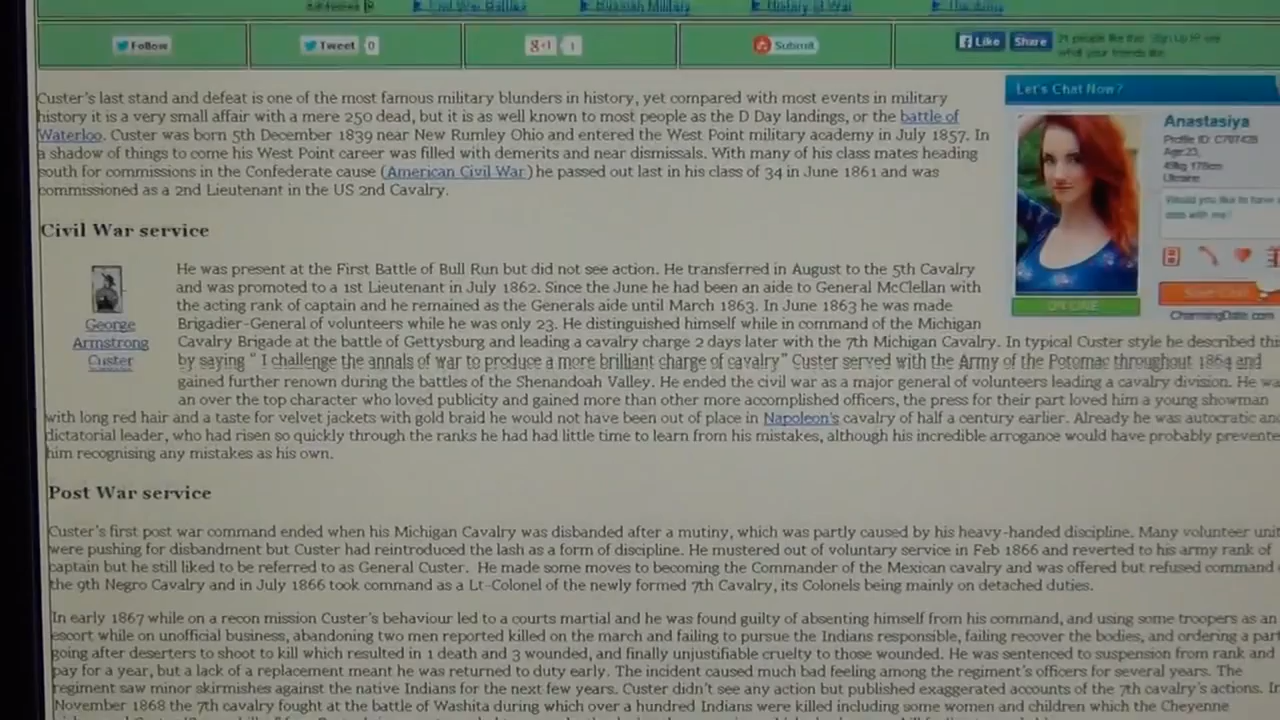 Civil War Battles
History of War
Follow
Tweet 0
g+1 1
Submit
Like
Share
Let's Chat Now?
Custer's last stand and defeat is one of the most famous military blunders in history, yet compared with most events in military
history it is a very small affair with a mere 250 dead, but it is as well known to most people as the D Day landings, or the battle of
Waterloo. Custer was born 5th December 1839 near New Rumley Ohio and entered the West Point military academy in July 1857. In
a shadow of things to come his West Point career was filled with demerits and near dismissals. With many of his class mates heading
south for commissions in the Confederate cause (American Civil War) he passed out last in his class of 34 in June 1861 and was
commissioned as a 2nd Lieutenant in the US 2nd Cavalry.
Anastasiya
Age:23,
Ukraine
Civil War service
George
Armstrong
Custer
He was present at the First Battle of Bull Run but did not see action. He transferred in August to the 5th Cavalry
and was promoted to a 1st Lieutenant in July 1862. Since the June he had been an aide to General McClellan with
the acting rank of captain and he remained as the Generals aide until March 1863. In June 1863 he was made
Brigadier-General of volunteers while he was only 23. He distinguished himself while in command of the Michigan
Cavalry Brigade at the battle of Gettysburg and leading a cavalry charge 2 days later with the 7th Michigan Cavalry. In typical Custer style he described this
by saying " I challenge the annals of war to produce a more brilliant charge of cavalry" Custer served with the Army of the Potomac throughout 1864 and
gained further renown during the battles of the Shenandoah Valley. He ended the civil war as a major general of volunteers leading a cavalry division. He wa
an over the top character who loved publicity and gained more than other more accomplished officers, the press for their part loved him a young showman
with long red hair and a taste for velvet jackets with gold braid he would not have been out of place in Napoleon's cavalry of half a century earlier. Already he was autocratic an
dictatorial leader, who had risen so quickly through the ranks he had had little time to learn from his mistakes, although his incredible arrogance would have probably prevente
him recognising any mistakes as his own.
CharmingDate.com
Post War service
Custer's first post war command ended when his Michigan Cavalry was disbanded after a mutiny, which was partly caused by his heavy-handed discipline. Many volunteer unit
were pushing for disbandment but Custer had reintroduced the lash as a form of discipline. He mustered out of voluntary service in Feb 1866 and reverted to his army rank of
captain but he still liked to be referred to as General Custer. He made some moves to becoming the Commander of the Mexican cavalry and was offered but refused command
the 9th Negro Cavalry and in July 1866 took command as a Lt-Colonel of the newly formed 7th Cavalry, its Colonels being mainly on detached duties.
In early 1867 while on a recon mission Custer's behaviour led to a courts martial and he was found guilty of absenting himself from his command, and using some troopers as an
escort while on unofficial business, abandoning two men reported killed on the march and failing to pursue the Indians responsible, failing recover the bodies, and ordering a part
going after deserters to shoot to kill which resulted in 1 death and 3 wounded, and finally unjustifiable cruelty to those wounded. He was sentenced to suspension from rank and
pay for a year, but a lack of a replacement meant he was returned to duty early. The incident caused much bad feeling among the regiment's officers for several years. The
regiment saw minor skirmishes against the native Indians for the next few years. Custer didn't see any action but published exaggerated accounts of the 7th cavalry's actions. In
November 1868 the 7th cavalry fought at the battle of Washita during which over a hundred Indians were killed including some women and children which the Cheyenne